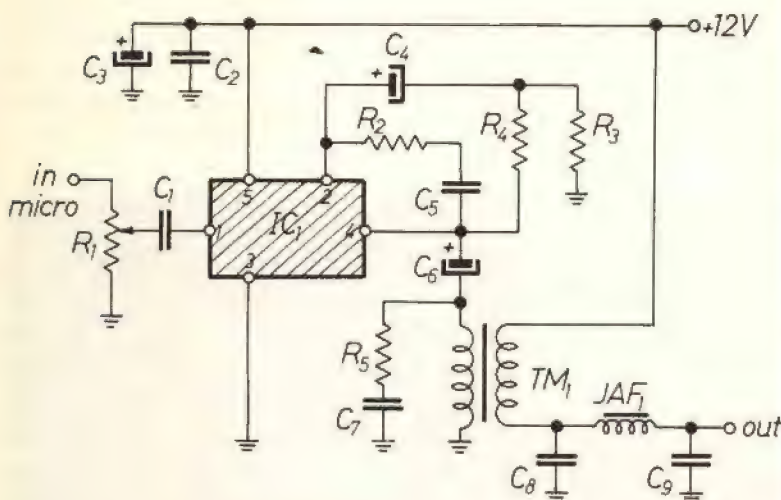 +12V
C4
C3
C2
R2
R4
R3
in
micro
C1
5
2
C5
R1
1
IC1
4
3
C6
R5
TM1
JAF1
out
C7
C8
C9
+
+
+